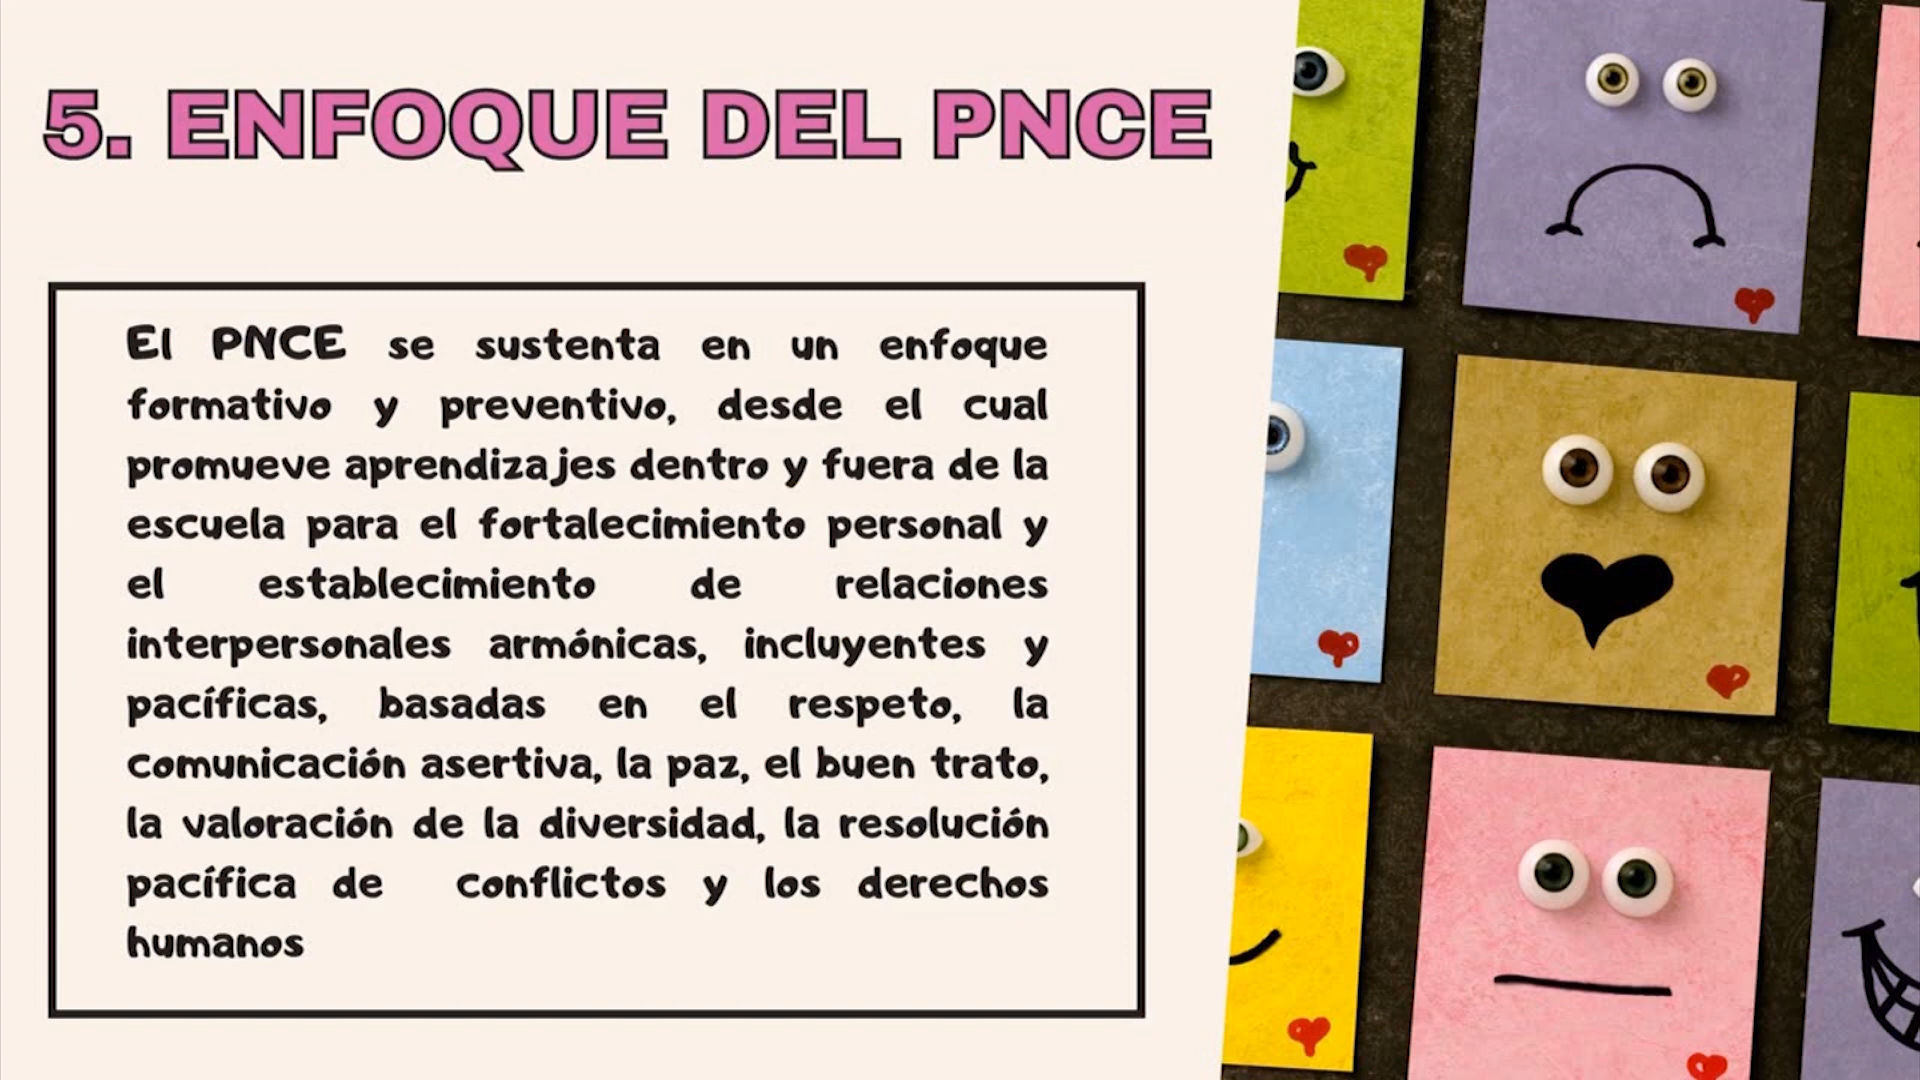 5. ENFOQUE DEL PNCE
El PNCE se sustenta en un enfoque
formativo y preventivo, desde el cual
promueve aprendizajes dentro y fuera de la
escuela para el fortalecimiento personal y
el establecimiento de relaciones
interpersonales armónicas, incluyentes y
pacíficas, basadas en el respeto, la
comunicación asertiva, la paz, el buen trato,
la valoración de la diversidad, la resolución
pacífica de conflictos y los derechos
humanos